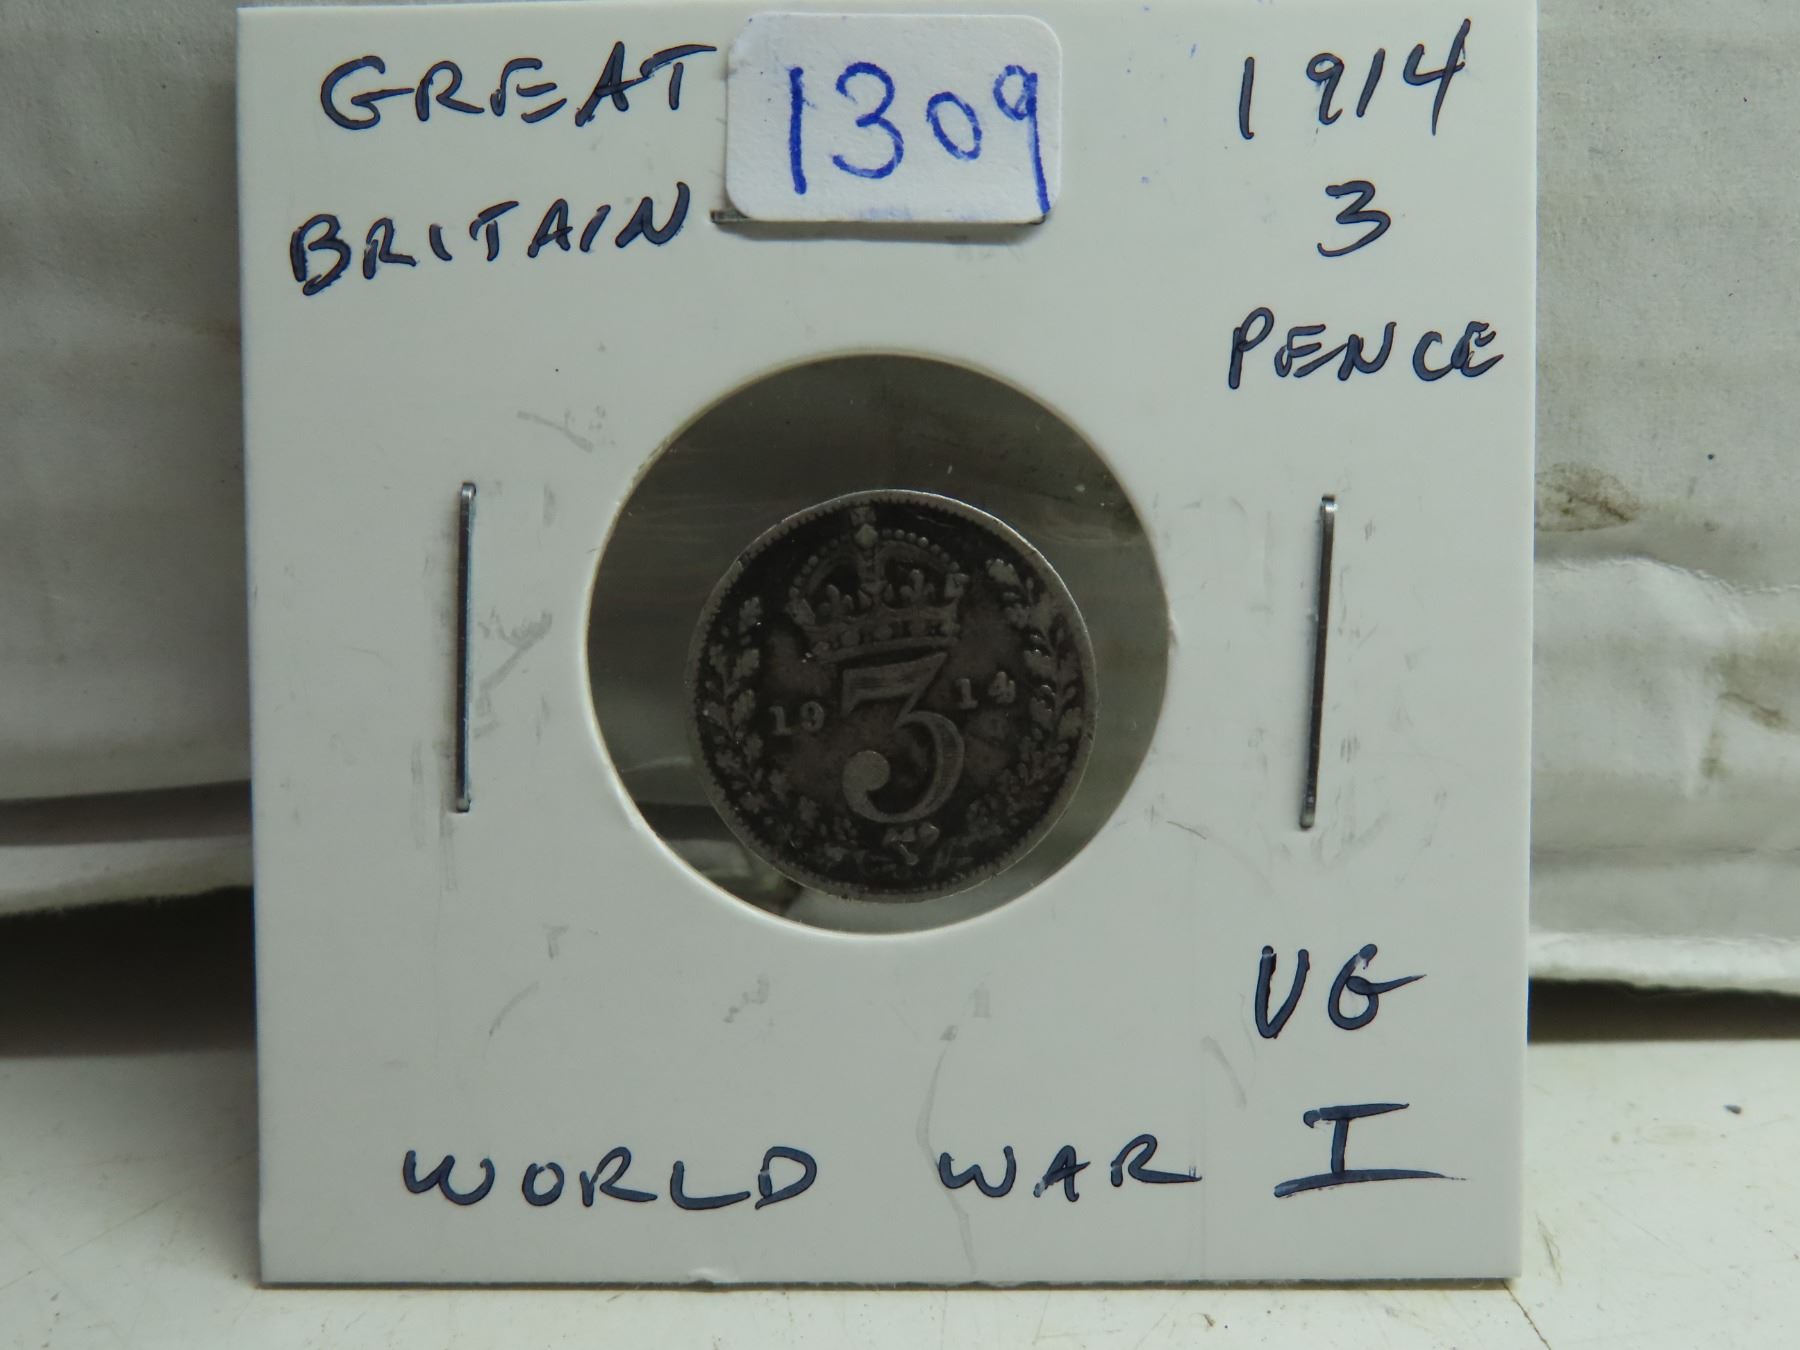 GREAT
BRITAIN
1309
1914
3
PENCE
19 3 14
VG
WORLD WAR I